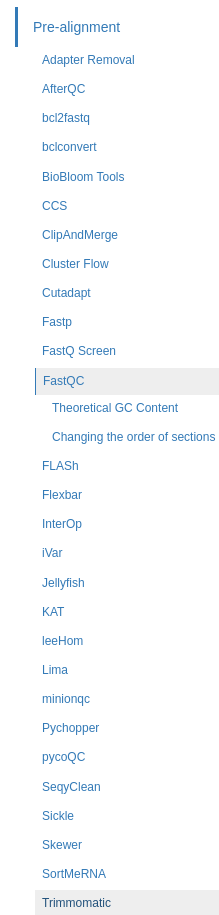 Pre-alignment
Adapter Removal
AfterQC
bcl2fastq
bclconvert
BioBloom Tools
CCS
ClipAndMerge
Cluster Flow
Cutadapt
Fastp
FastQ Screen
FastQC
Theoretical GC Content
Changing the order of sections
FLASh
Flexbar
InterOp
iVar
Jellyfish
KAT
leeHom
Lima
minionqc
Pychopper
pycoQC
SeqyClean
Sickle
Skewer
SortMeRNA
Trimmomatic